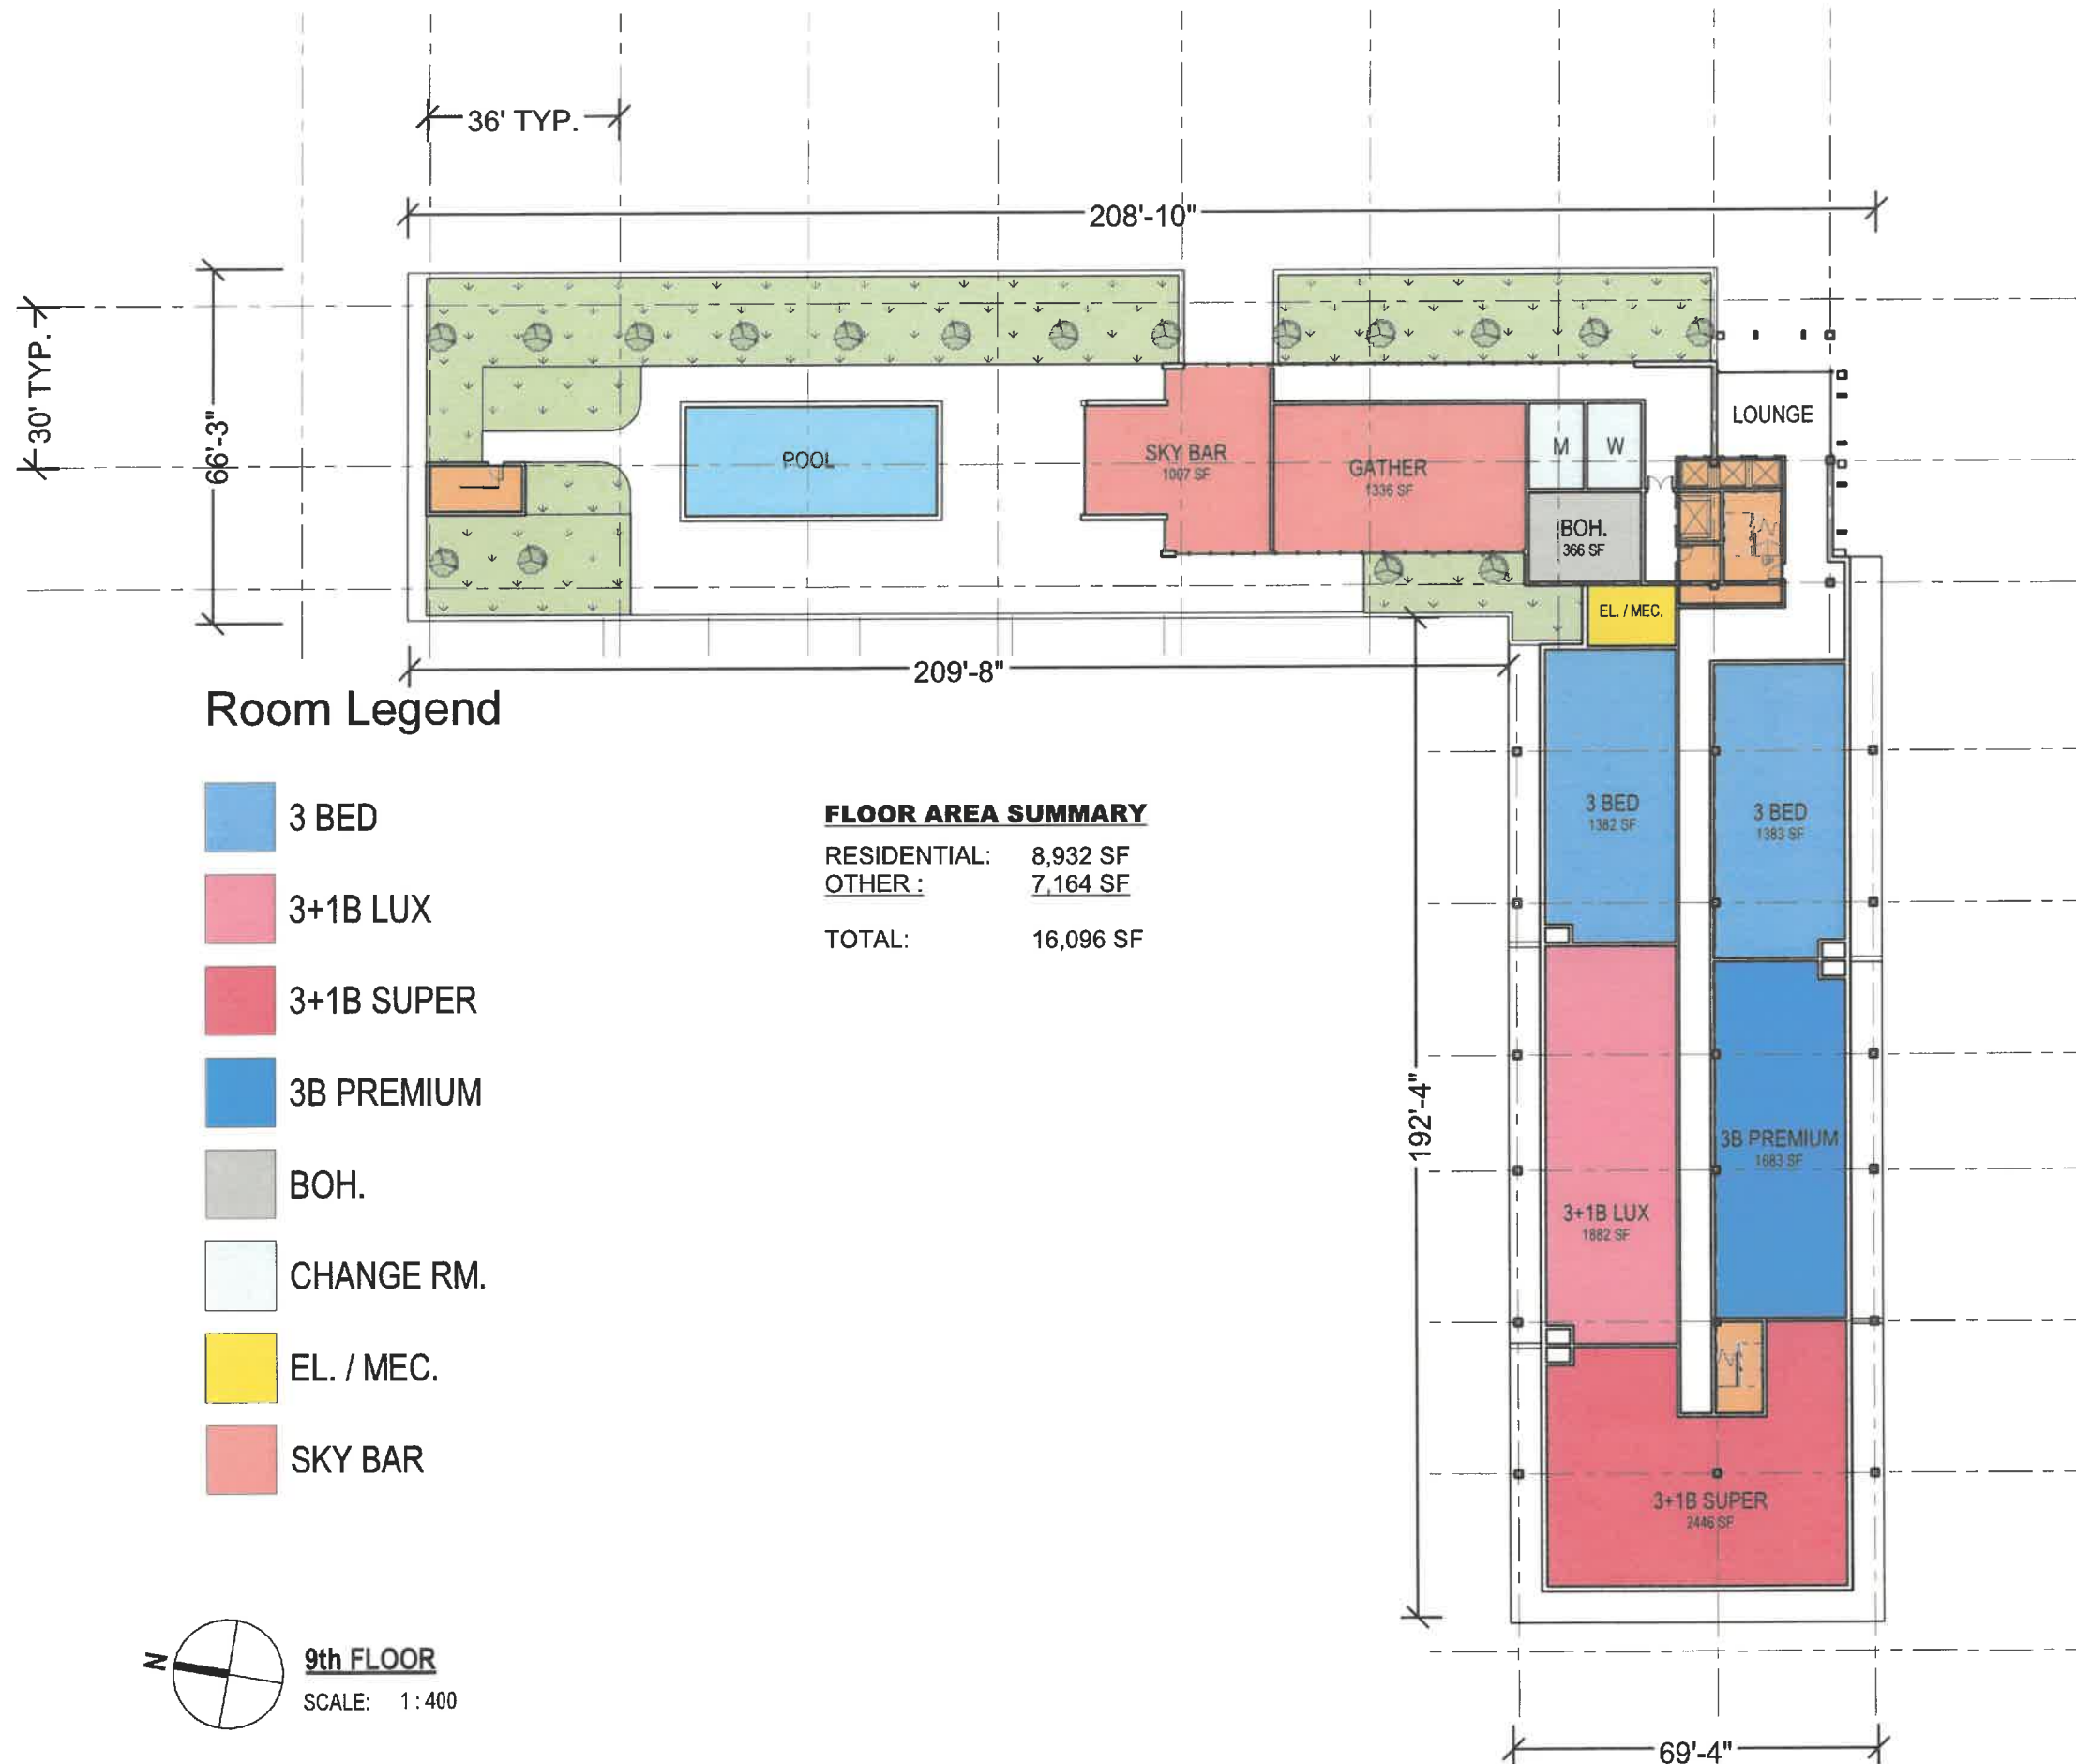 36' TYP.
208'-10"
30' TYP.
66'-3"
LOUNGE
POOL
SKY BAR
1007 SF
GATHER
1336 SF
M
W
BOH.
366 SF
EL. / MEC.
209'-8"
Room Legend
3 BED
3+1B LUX
3+1B SUPER
3B PREMIUM
BOH.
CHANGE RM.
EL. / MEC.
SKY BAR
FLOOR AREA SUMMARY
RESIDENTIAL: 8,932 SF
OTHER : 7,164 SF
TOTAL: 16,096 SF
3 BED
1382 SF
3 BED
1383 SF
192'-4"
3B PREMIUM
1683 SF
3+1B LUX
1882 SF
3+1B SUPER
2446 SF
N
9th FLOOR
SCALE: 1 : 400
69'-4"